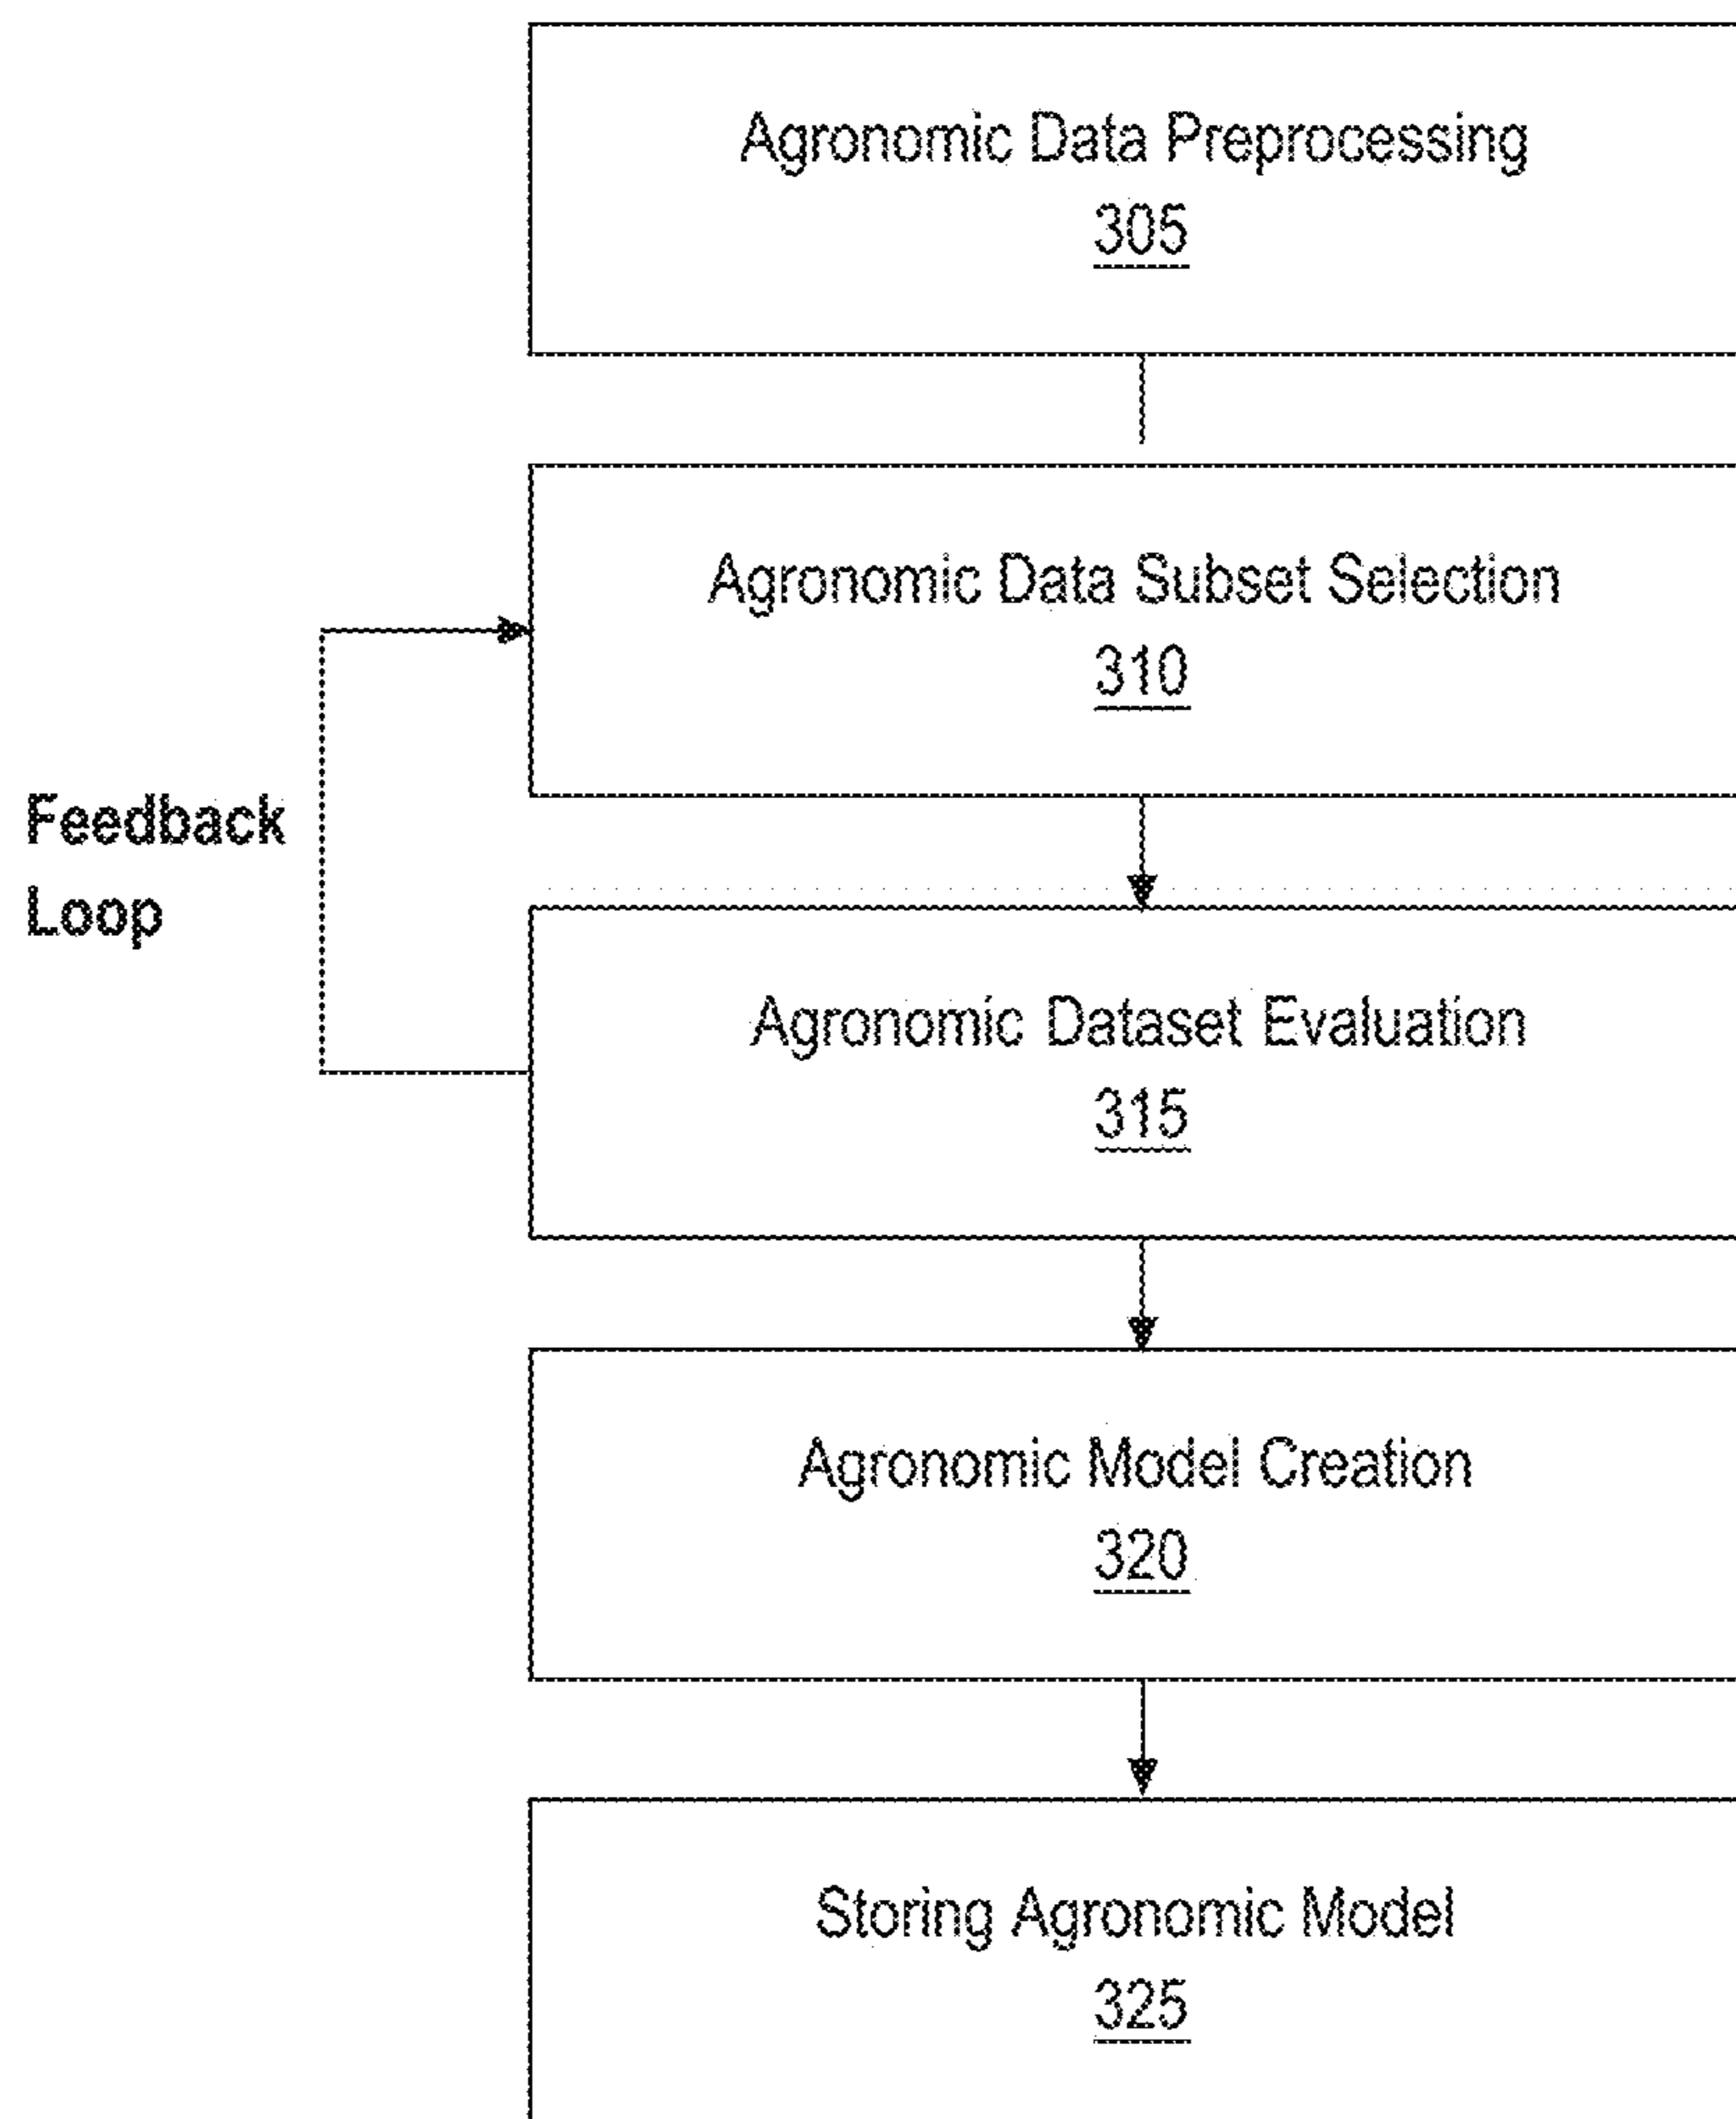 Agronomic Data Preprocessing
305
Agronomic Data Subset Selection
310
Feedback
Loop
Agronomic Dataset Evaluation
315
Agronomic Model Creation
320
Storing Agronomic Model
325